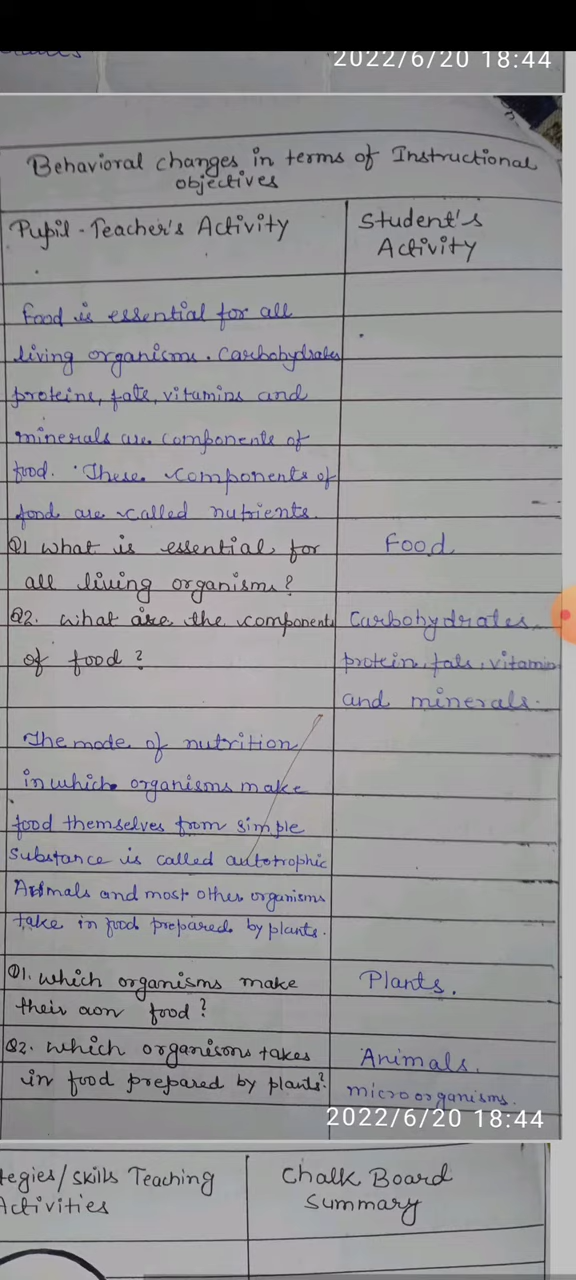 2022/6/20 18:44
Behavioral changes in terms of Instructional
objectives
Pupil-Teacher's Activity
Student's
Activity
Food is essential for all
living organisms. Carbohydrates
proteins, fats, vitamins and
minerals are components of
food. These components of
food are called nutrients.
Q1 What is essential for
all living organisms?
Food
Q2. What are the components
of food?
Carbohydrates
protein, fats, vitamin
and minerals.
The mode of nutrition
in which organisms make
food themselves from simple
substance is called autotrophic
Animals and most other organisms
take in food prepared by plants.
Q1. Which organisms make
their aon food?
Plants.
Q2. Which organisms takes
in food prepared by plants?
Animals.
microorganisms.
2022/6/20 18:44
tegies/skills Teaching
Activities
Chalk Board
Summary